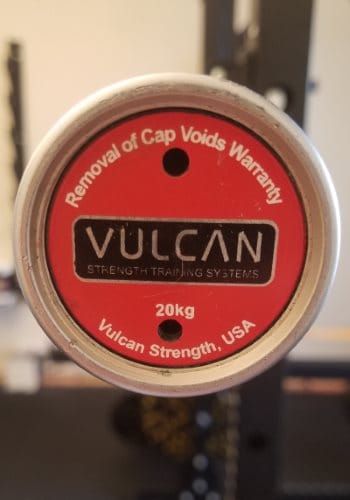 Removal of Cap Voids Warranty
VULCAN
STRENGTH TRAINING SYSTEMS
20kg
Vulcan Strength, USA